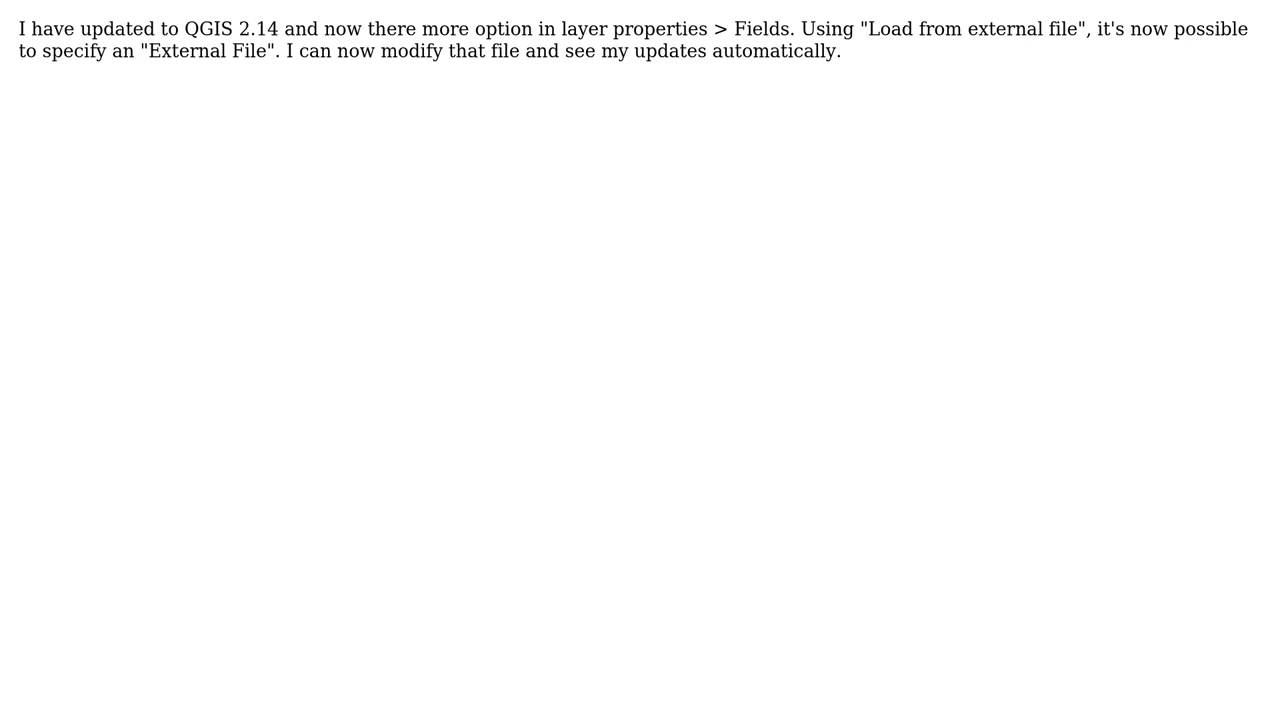 I have updated to QGIS 2.14 and now there more option in layer properties > Fields. Using "Load from external file", it's now possible
to specify an "External File". I can now modify that file and see my updates automatically.